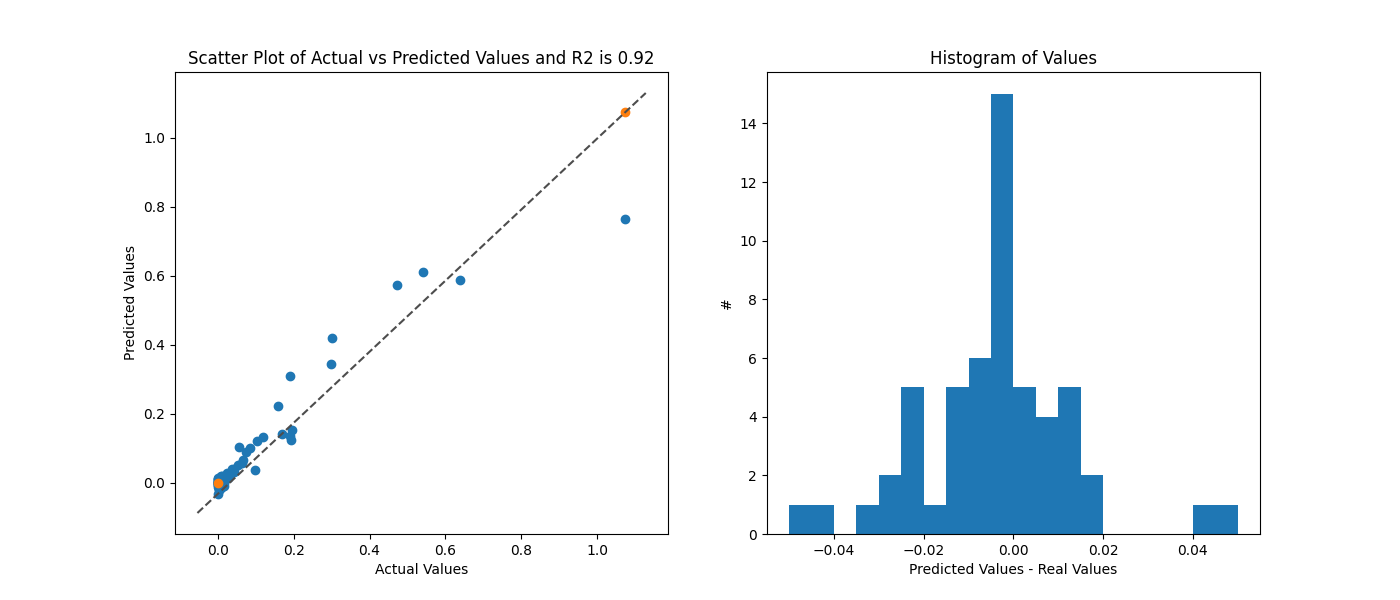 Scatter Plot of Actual vs Predicted Values and R2 is 0.92
1.0
0.8
0.6
0.4
0.2
0.0
Predicted Values
0.0 0.2 0.4 0.6 0.8 1.0
Actual Values
Histogram of Values
14
12
10
8
6
4
2
0
#
−0.04 −0.02 0.00 0.02 0.04
Predicted Values - Real Values